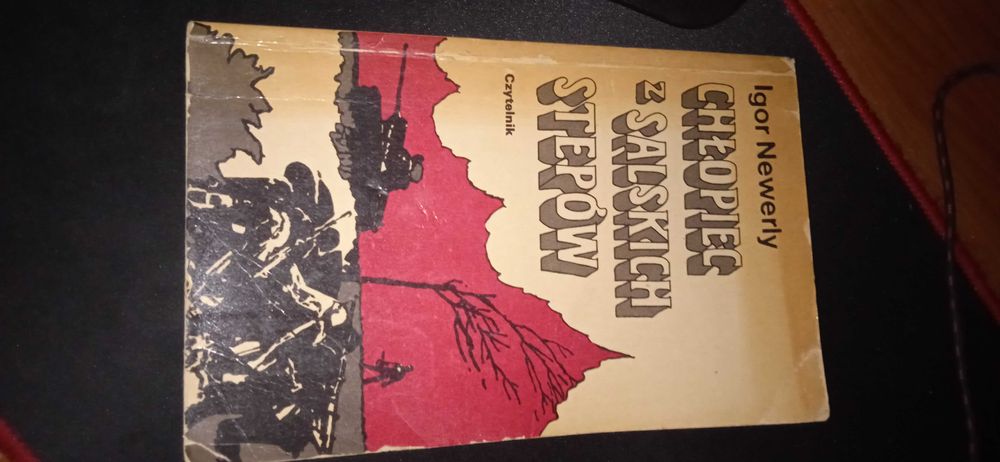 Igor Newerly
CHŁOPIEC
z SALSKICH
STEPÓW
Czytelnik